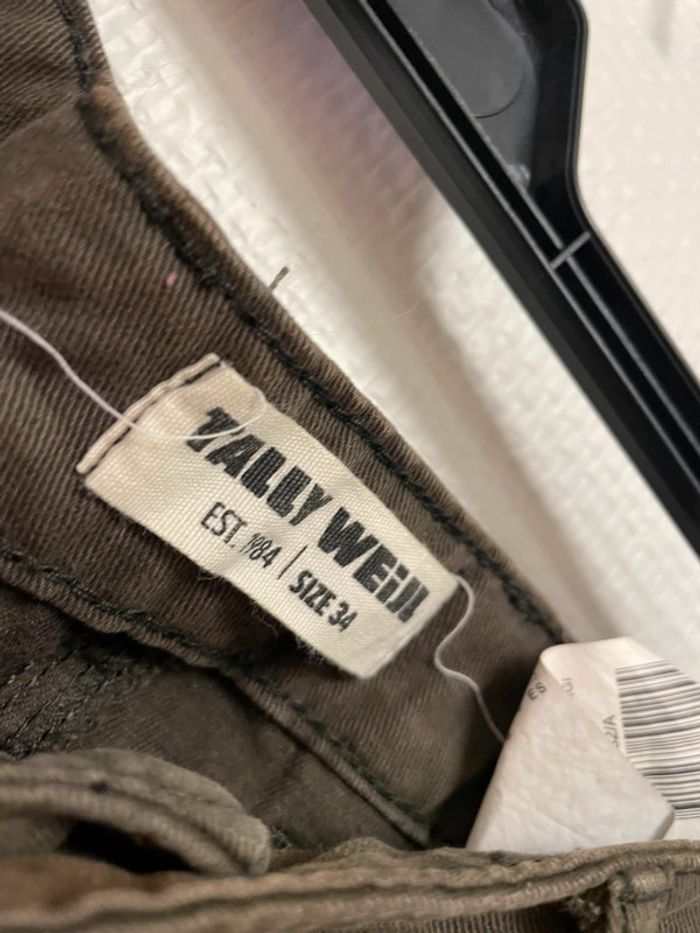 TALLY WEiJL
EST. 1984 | SIZE 34